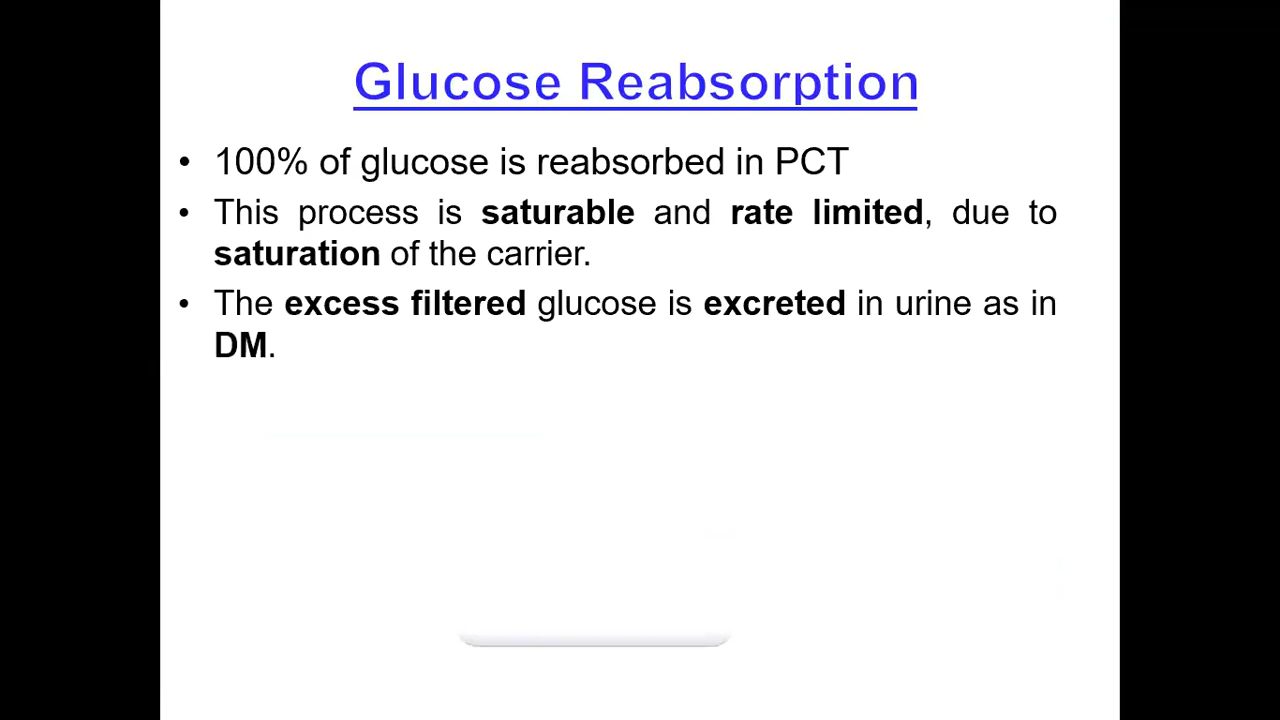 Glucose Reabsorption
• 100% of glucose is reabsorbed in PCT
• This process is saturable and rate limited, due to
saturation of the carrier.
• The excess filtered glucose is excreted in urine as in
DM.